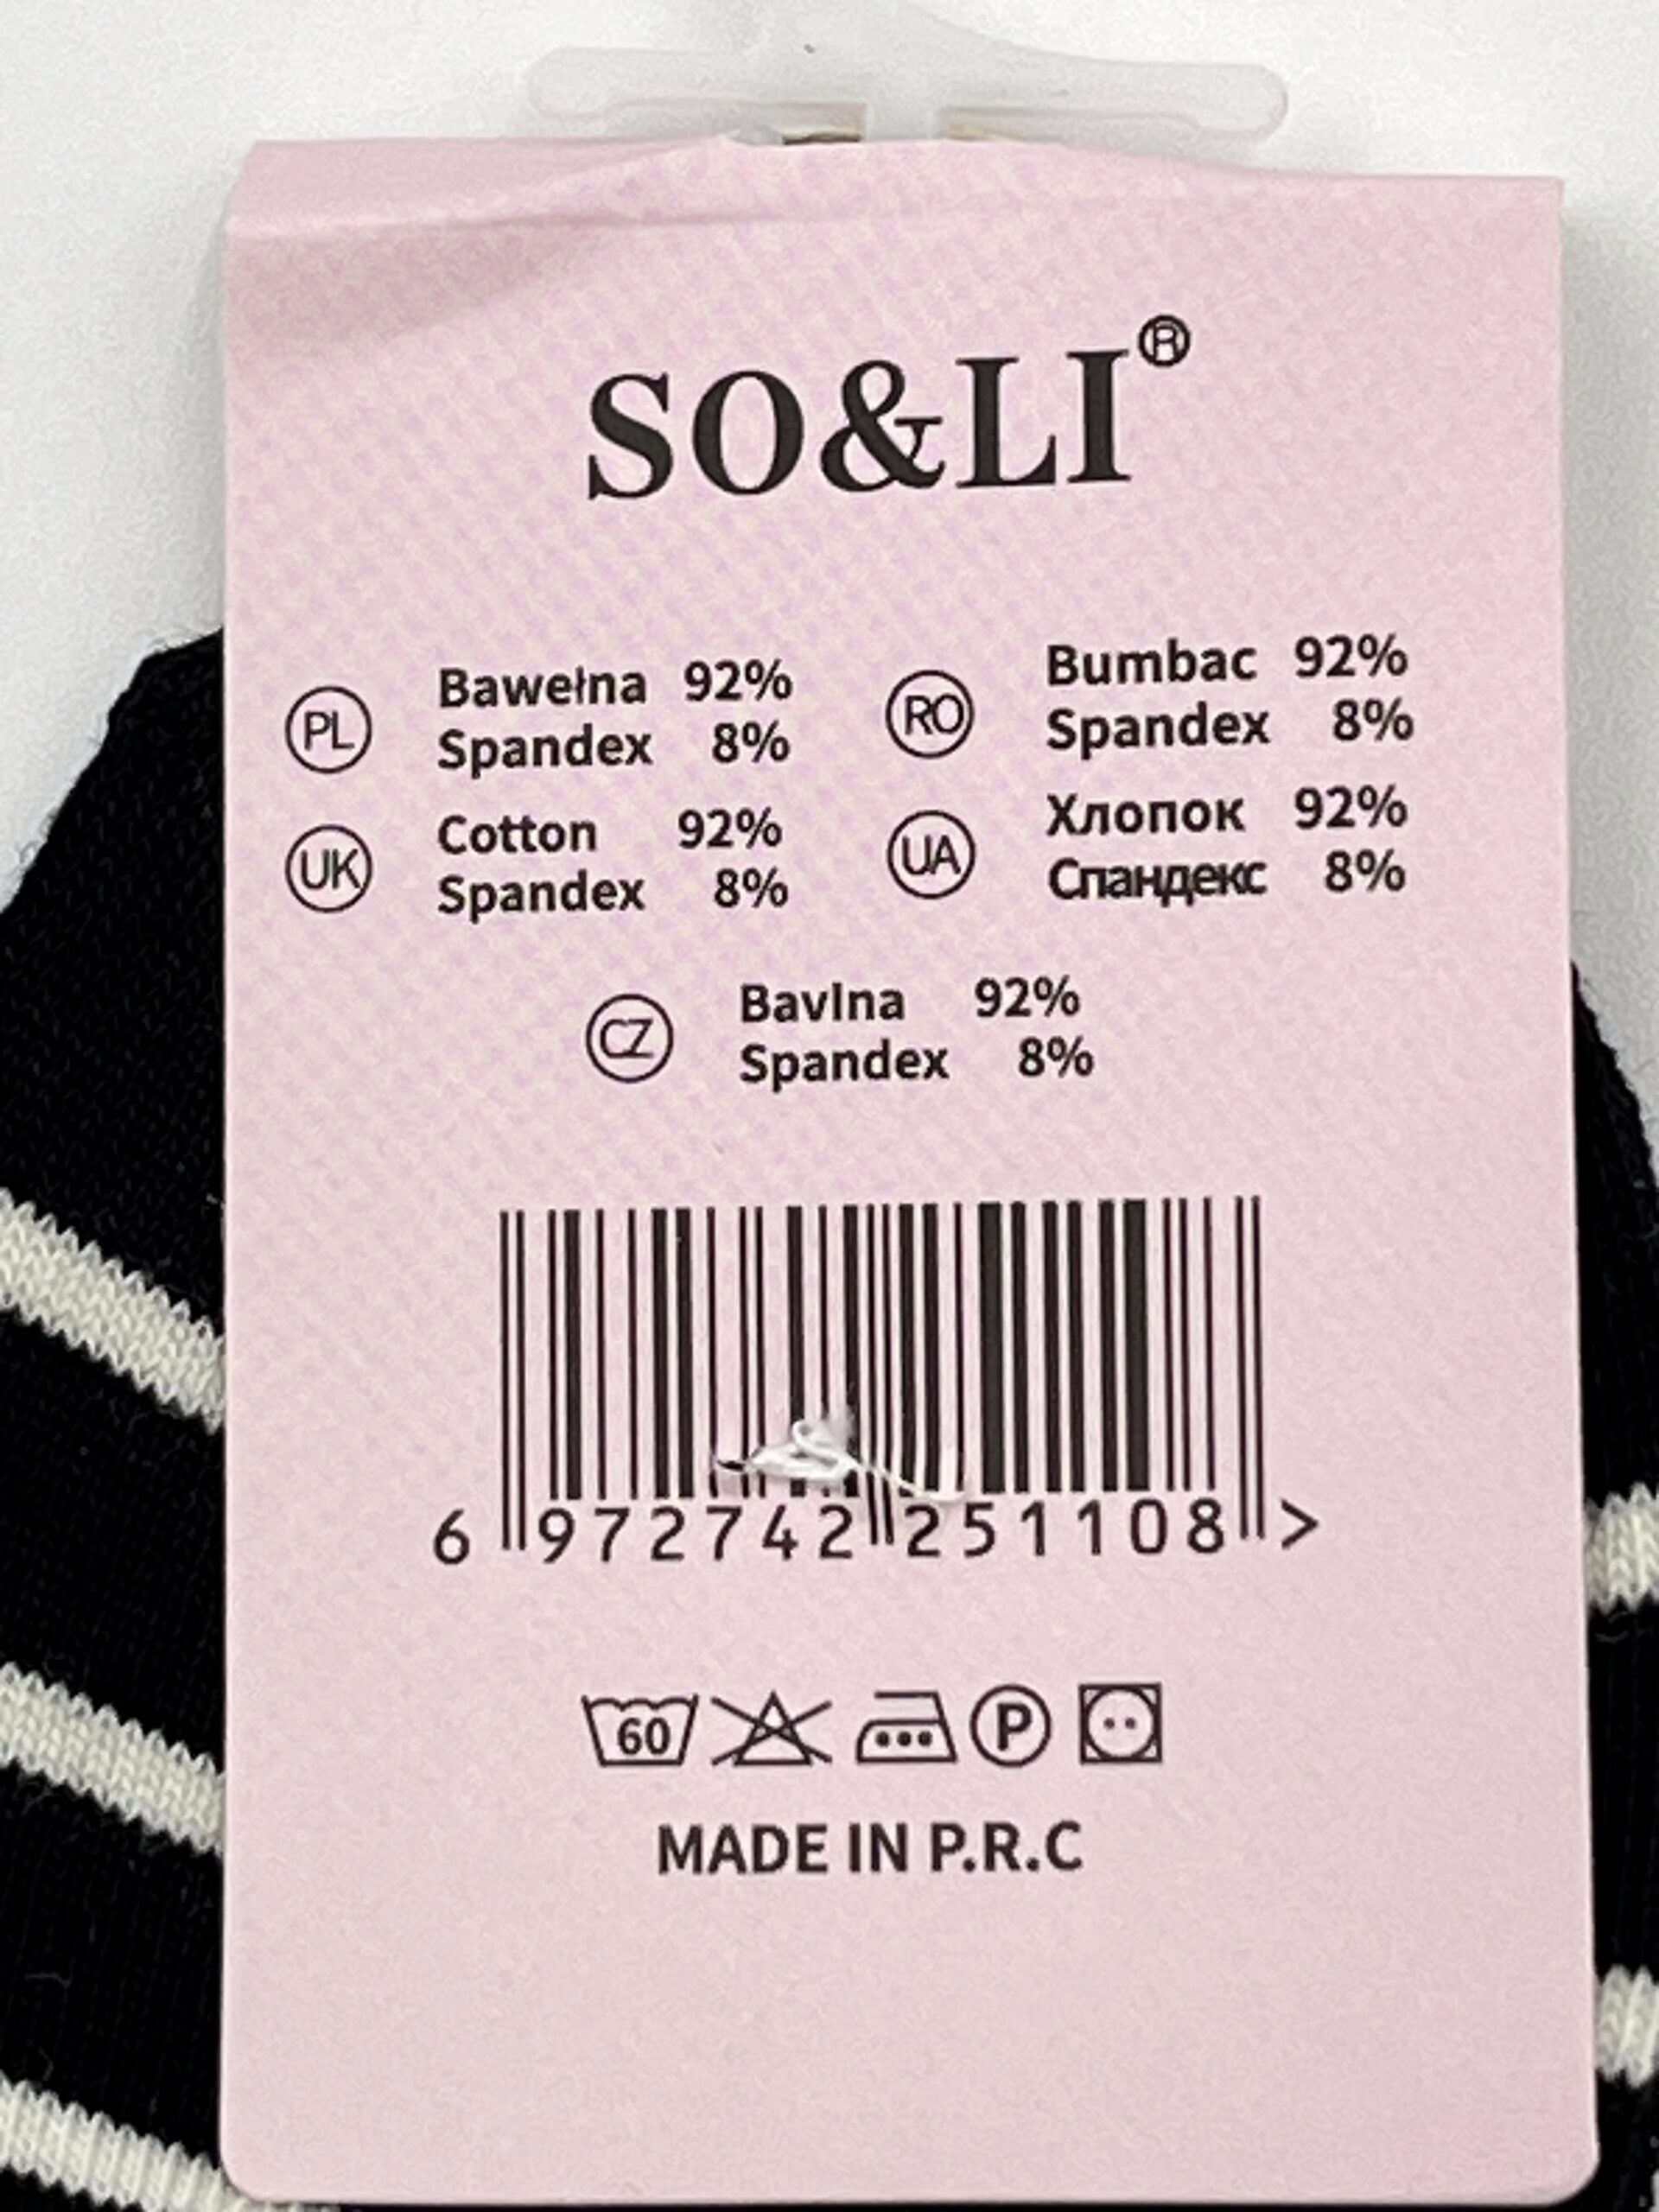 SO&LI®
PL Bawełna 92%
Spandex 8%
RO Bumbac 92%
Spandex 8%
UK Cotton 92%
Spandex 8%
UA Хлопок 92%
Спандекс 8%
CZ Bavlna 92%
Spandex 8%
6 972742 251108 >
60 P
MADE IN P.R.C